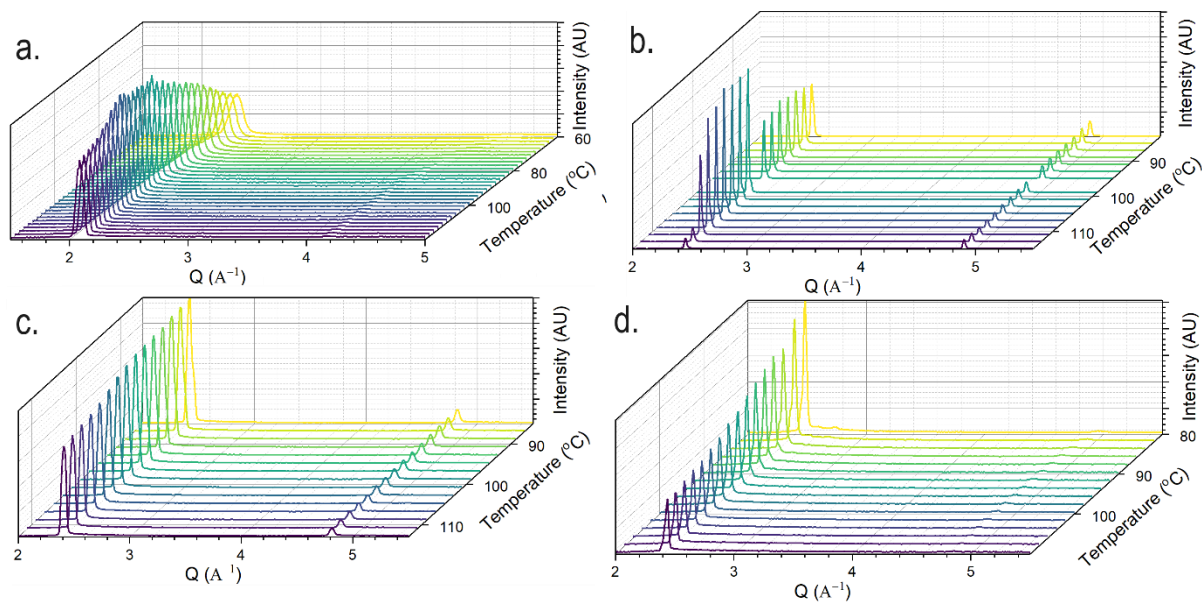 a.
Intensity (AU)
60
80
100
Temperature (°C)
2
3
4
5
Q (A⁻¹)
b.
Intensity (AU)
90
100
110
Temperature (°C)
2
3
4
5
Q (A⁻¹)
,
c.
Intensity (AU)
90
100
110
Temperature (°C)
2
3
4
5
Q (A⁻¹)
d.
Intensity (AU)
80
90
100
Temperature (°C)
2
3
4
5
Q (A⁻¹)